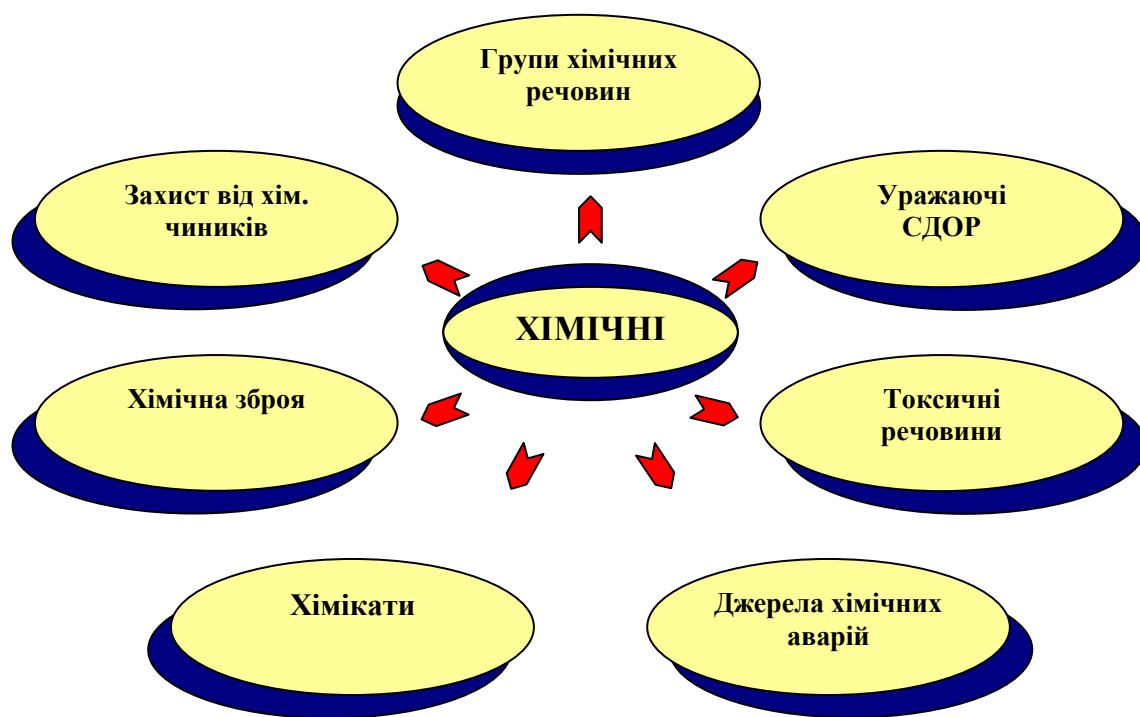 Групи хімічних
речовин
Захист від хім.
чиників
Уражаючі
СДОР
ХІМІЧНІ
Хімічна зброя
Токсичні
речовини
Хімікати
Джерела хімічних
аварій